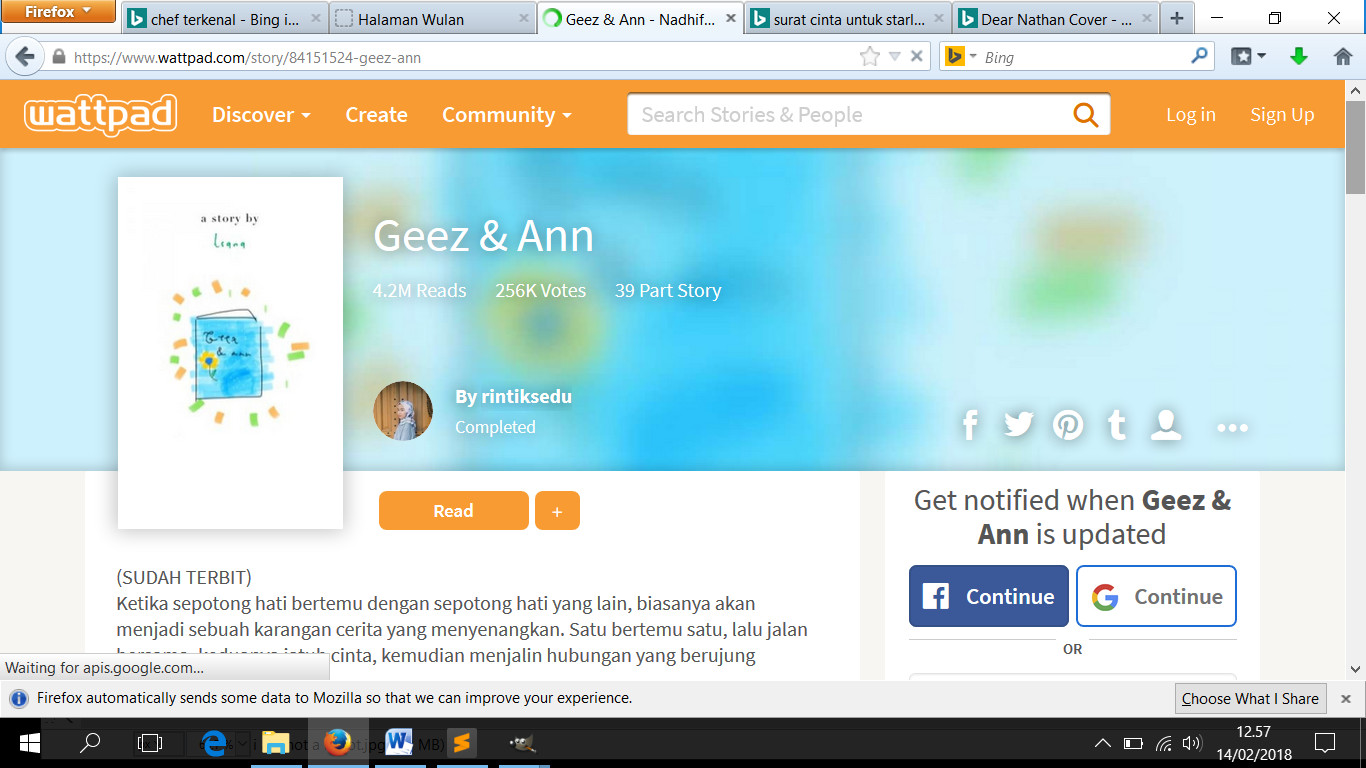 Firefox
chef terkenal - Bing i...
Halaman Wulan
Geez & Ann - Nadhif...
surat cinta untuk starl...
Dear Nathan Cover - ...
https://www.wattpad.com/story/84151524-geez-ann
Bing
wattpad
Discover
Create
Community
Search Stories & People
Log in
Sign Up
a story by
Geez & Ann
4.2M Reads 256K Votes 39 Part Story
Geez
& ann
By rintiksedu
Completed
Read
+
Get notified when Geez &
Ann is updated
Continue
Continue
OR
(SUDAH TERBIT)
Ketika sepotong hati bertemu dengan sepotong hati yang lain, biasanya akan
menjadi sebuah karangan cerita yang menyenangkan. Satu bertemu satu, lalu jalan
cinta, kemudian menjalin hubungan yang berujung
Waiting for apis.google.com...
Firefox automatically sends some data to Mozilla so that we can improve your experience.
Choose What I Share
12.57
14/02/2018